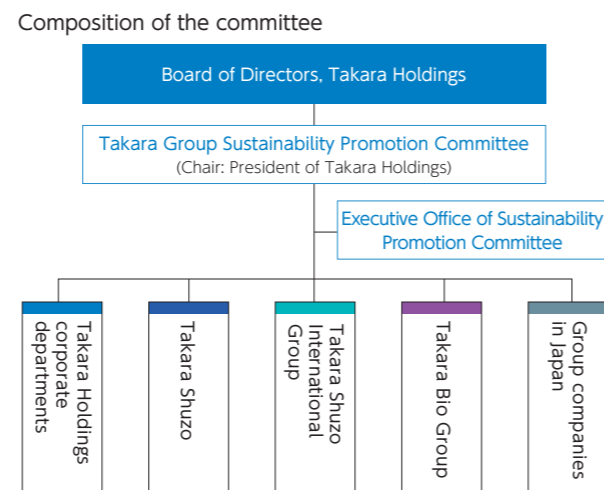 Composition of the committee
Board of Directors, Takara Holdings
Takara Group Sustainability Promotion Committee
(Chair: President of Takara Holdings)
Executive Office of Sustainability
Promotion Committee
Takara Holdings
corporate
departments
Takara Shuzo
Takara Shuzo
International
Group
Takara Bio Group
Group companies
in Japan